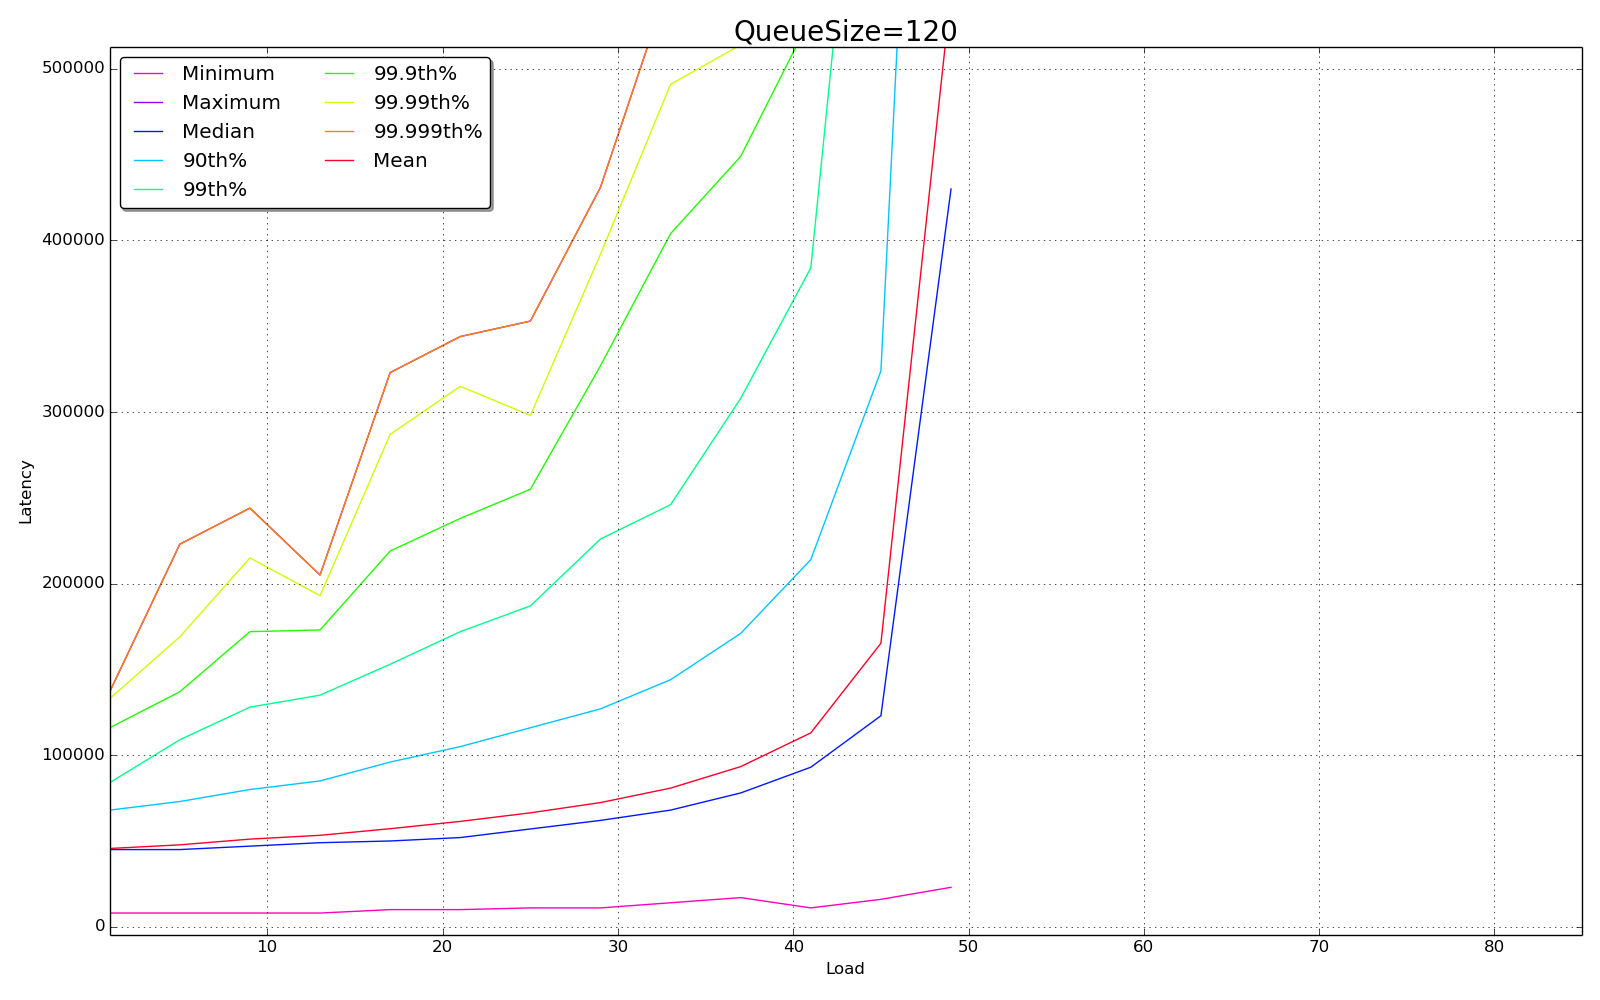 QueueSize=120
Minimum
Maximum
Median
90th%
99th%
99.9th%
99.99th%
99.999th%
Mean
500000
400000
300000
200000
100000
0
Latency
10 20 30 40 50 60 70 80
Load